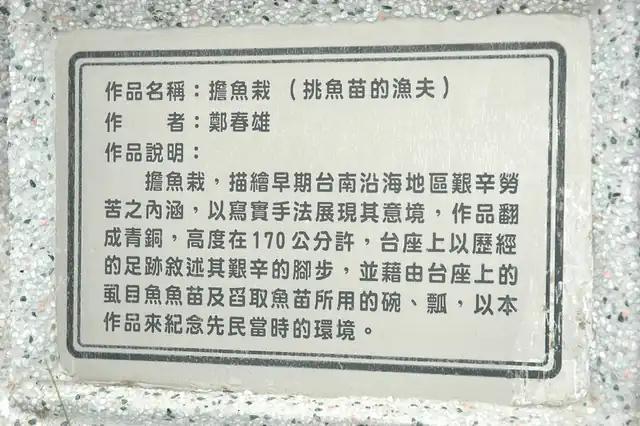 作品名稱：擔魚栽（挑魚苗的漁夫）
作　　者：鄭春雄
作品說明：
擔魚栽，描繪早期台南沿海地區艱辛勞
苦之內涵，以寫實手法展現其意境，作品翻
成青銅，高度在170公分許，台座上以歷經
的足跡敘述其艱辛的腳步，並藉由台座上的
虱目魚魚苗及舀取魚苗所用的碗、瓢，以本
作品來紀念先民當時的環境。